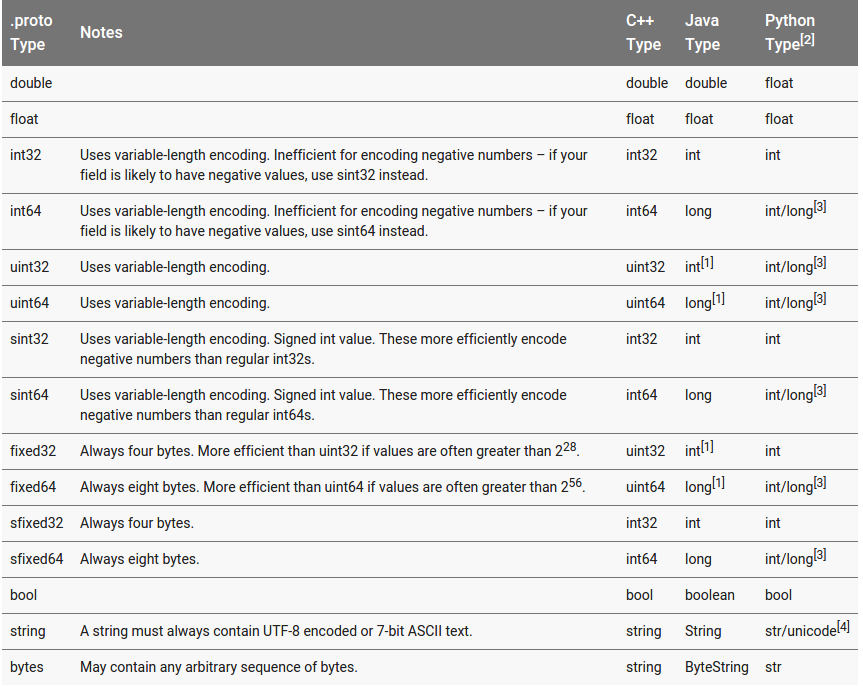 .proto Type Notes C++ Type Java Type Python Type[2]
double double double float
float float float float
int32 Uses variable-length encoding. Inefficient for encoding negative numbers – if your field is likely to have negative values, use sint32 instead. int32 int int
int64 Uses variable-length encoding. Inefficient for encoding negative numbers – if your field is likely to have negative values, use sint64 instead. int64 long int/long[3]
uint32 Uses variable-length encoding. uint32 int[1] int/long[3]
uint64 Uses variable-length encoding. uint64 long[1] int/long[3]
sint32 Uses variable-length encoding. Signed int value. These more efficiently encode negative numbers than regular int32s. int32 int int
sint64 Uses variable-length encoding. Signed int value. These more efficiently encode negative numbers than regular int64s. int64 long int/long[3]
fixed32 Always four bytes. More efficient than uint32 if values are often greater than 2^28. uint32 int[1] int
fixed64 Always eight bytes. More efficient than uint64 if values are often greater than 2^56. uint64 long[1] int/long[3]
sfixed32 Always four bytes. int32 int int
sfixed64 Always eight bytes. int64 long int/long[3]
bool bool boolean bool
string A string must always contain UTF-8 encoded or 7-bit ASCII text. string String str/unicode[4]
bytes May contain any arbitrary sequence of bytes. string ByteString str